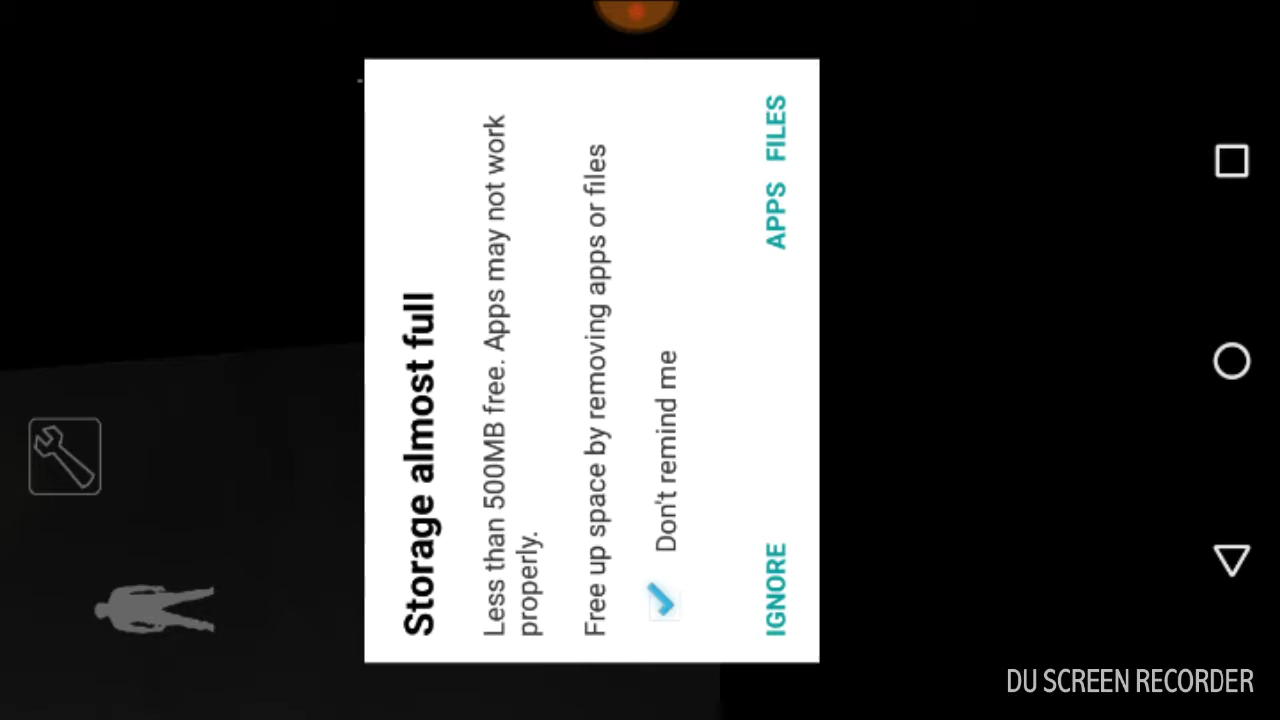 Storage almost full
Less than 500MB free. Apps may not work
properly.
Free up space by removing apps or files
Don't remind me
IGNORE APPS FILES
DU SCREEN RECORDER